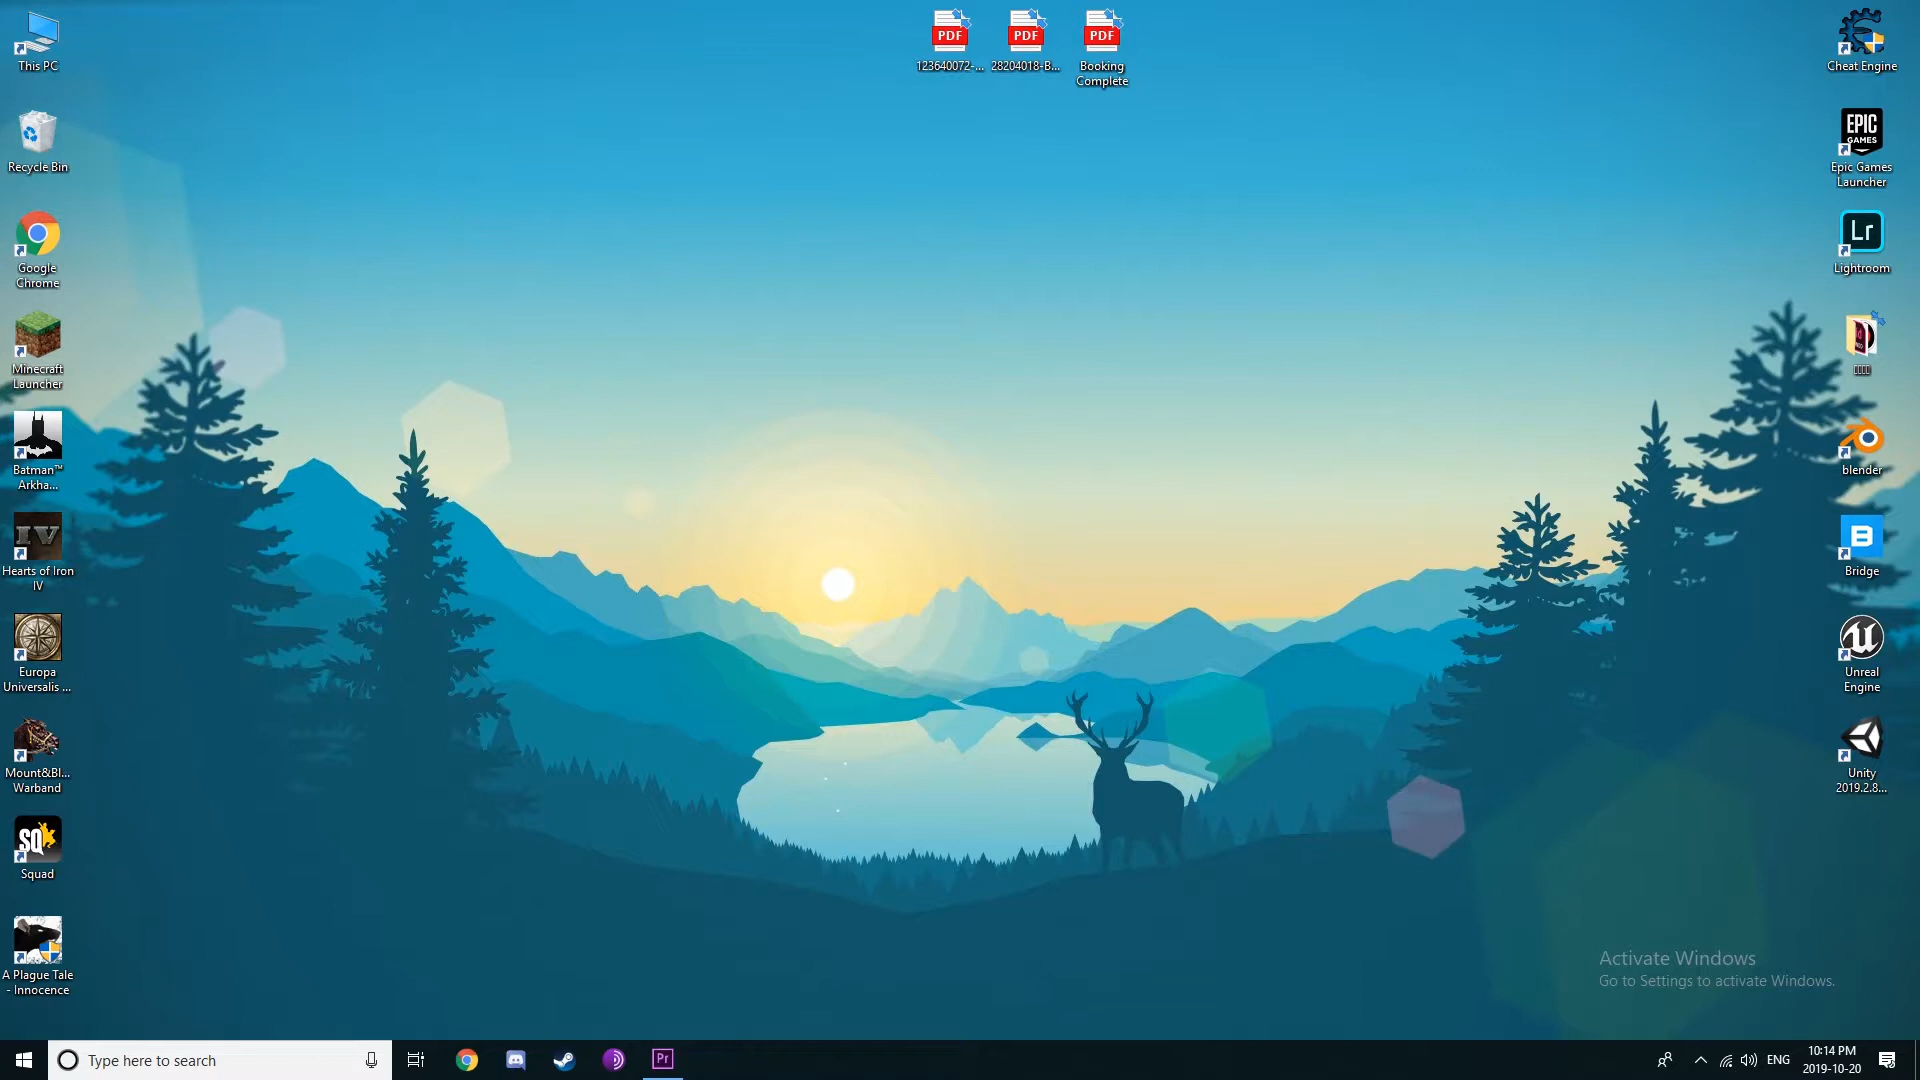 This PC
Recycle Bin
Google
Chrome
Minecraft
Launcher
Batman™
Arkha...
IV
Hearts of Iron
IV
Europa
Universalis ...
Mount&Bl...
Warband
SQ
Squad
A Plague Tale
- Innocence
PDF
123640072-...
PDF
28204018-B...
PDF
Booking
Complete
Cheat Engine
EPIC
GAMES
Epic Games
Launcher
Lr
Lightroom
blender
B
Bridge
Unreal
Engine
Unity
2019.2.8...
Activate Windows
Go to Settings to activate Windows.
Type here to search
Pr
ENG
10:14 PM
2019-10-20